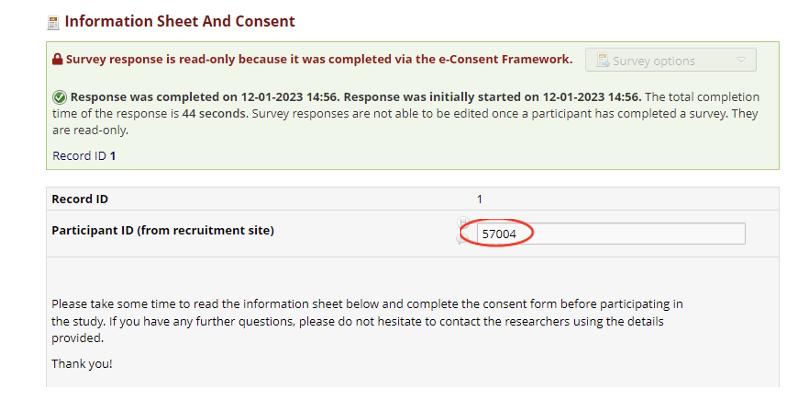 Information Sheet And Consent
Survey response is read-only because it was completed via the e-Consent Framework.
Survey options
Response was completed on 12-01-2023 14:56. Response was initially started on 12-01-2023 14:56. The total completion
time of the response is 44 seconds. Survey responses are not able to be edited once a participant has completed a survey. They
are read-only.
Record ID 1
Record ID 1
Participant ID (from recruitment site) 57004
Please take some time to read the information sheet below and complete the consent form before participating in
the study. If you have any further questions, please do not hesitate to contact the researchers using the details
provided.
Thank you!